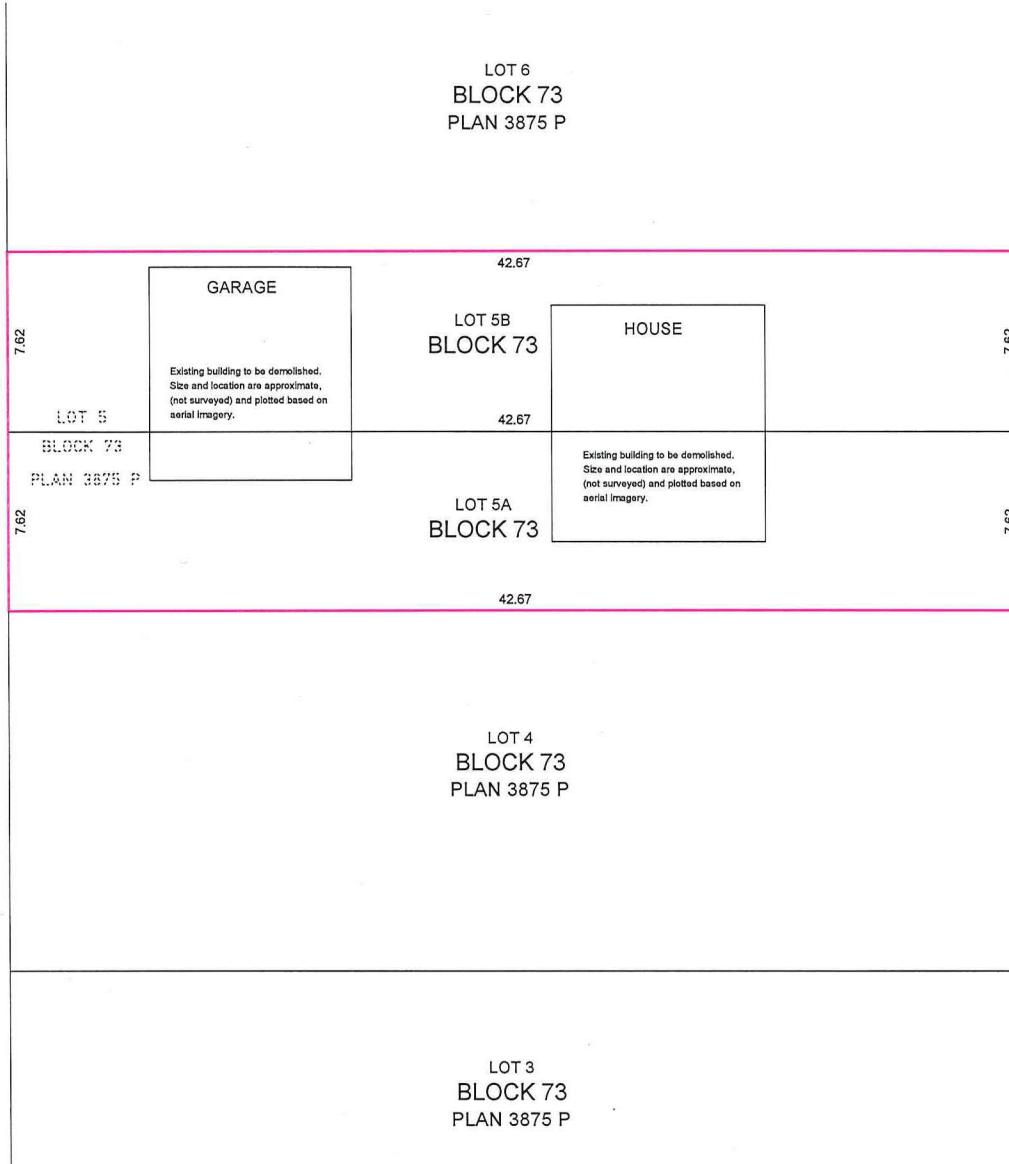 LOT 6
BLOCK 73
PLAN 3875 P
42.67
GARAGE
LOT 5B
BLOCK 73
HOUSE
7.62
7.62
Existing building to be demolished.
Size and location are approximate,
(not surveyed) and plotted based on
aerial imagery.
LOT 5
BLOCK 73
PLAN 3875 P
42.67
Existing building to be demolished.
Size and location are approximate,
(not surveyed) and plotted based on
aerial imagery.
LOT 5A
BLOCK 73
7.62
7.62
42.67
LOT 4
BLOCK 73
PLAN 3875 P
LOT 3
BLOCK 73
PLAN 3875 P